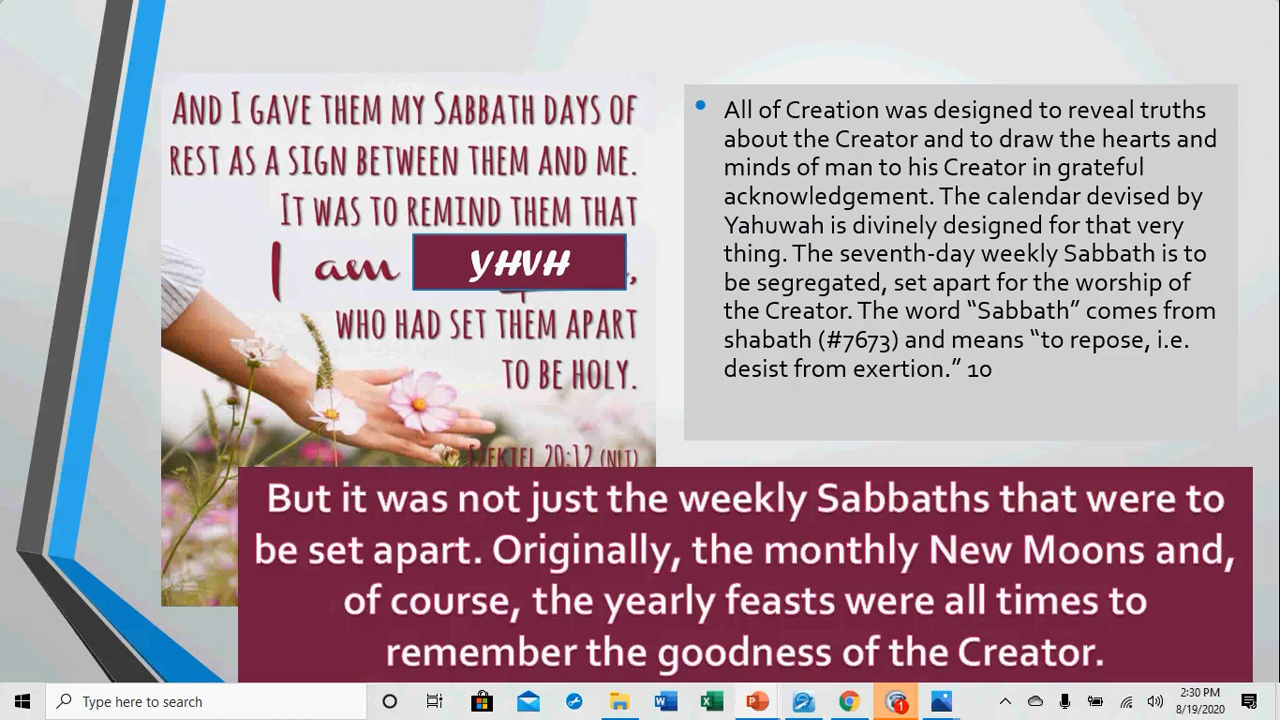 AND I GAVE THEM MY SABBATH DAYS OF
REST AS A SIGN BETWEEN THEM AND ME.
IT WAS TO REMIND THEM THAT
I am YHVH,
WHO HAD SET THEM APART
TO BE HOLY.
EZEKIEL 20:12 (NLT)
• All of Creation was designed to reveal truths
about the Creator and to draw the hearts and
minds of man to his Creator in grateful
acknowledgement. The calendar devised by
Yahuwah is divinely designed for that very
thing. The seventh-day weekly Sabbath is to
be segregated, set apart for the worship of
the Creator. The word “Sabbath” comes from
shabath (#7673) and means “to repose, i.e.
desist from exertion.” 10
But it was not just the weekly Sabbaths that were to
be set apart. Originally, the monthly New Moons and,
of course, the yearly feasts were all times to
remember the goodness of the Creator.
Type here to search
2:30 PM
8/19/2020